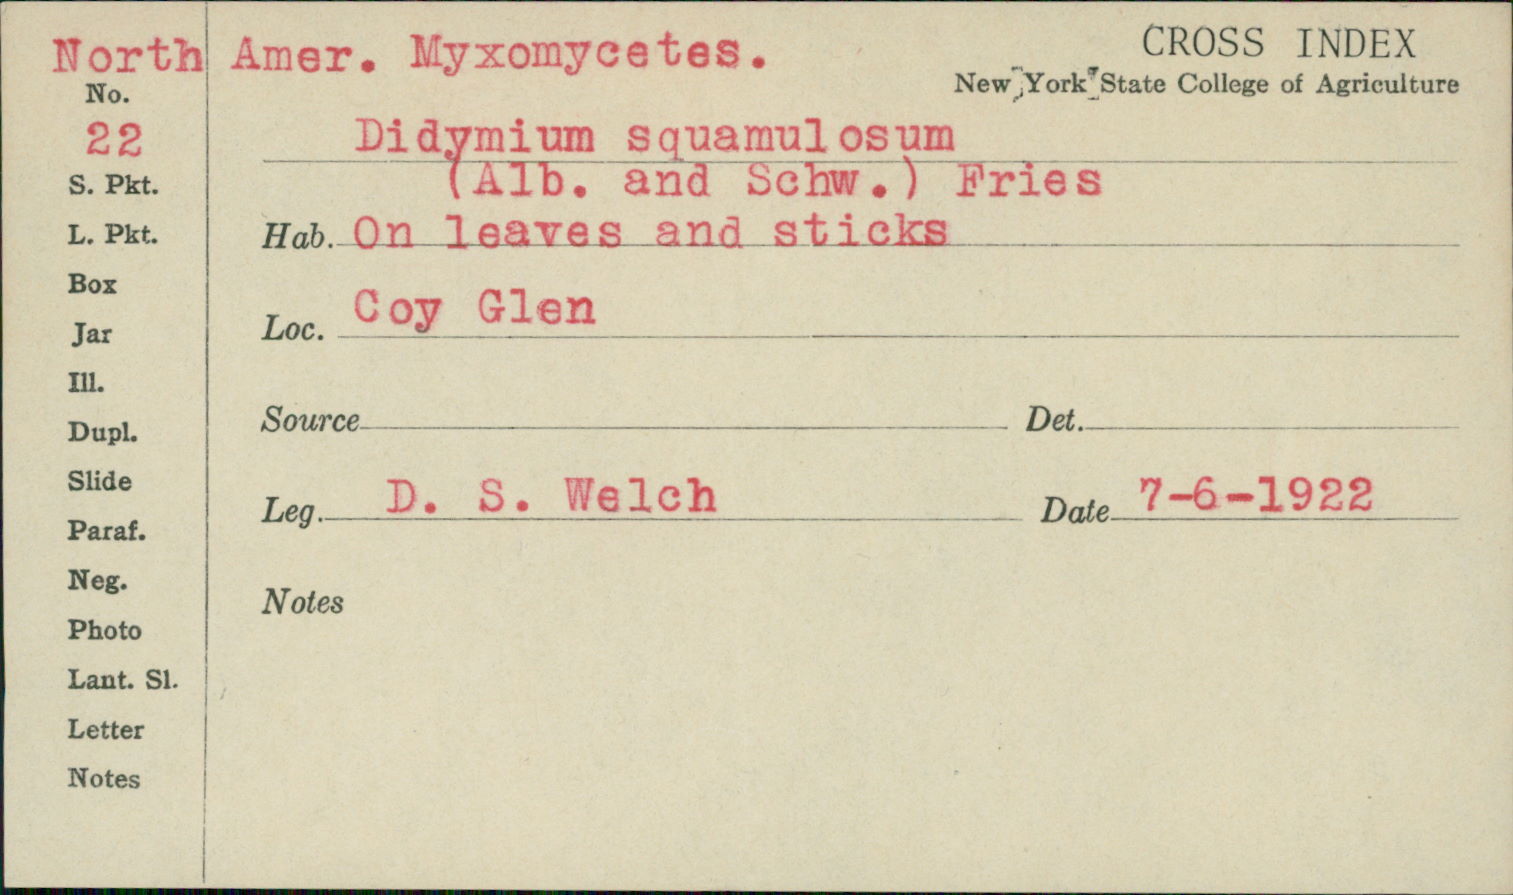 North Amer. Myxomycetes.
CROSS INDEX
New York State College of Agriculture
No.
22
Didymium squamulosum
(Alb. and Schw.) Fries
S. Pkt.
L. Pkt.
Hab. On leaves and sticks
Box
Jar
Loc. Coy Glen
Ill.
Dupl.
Source Det.
Slide
Leg. D. S. Welch Date 7-6-1922
Paraf.
Neg.
Notes
Photo
Lant. Sl.
Letter
Notes